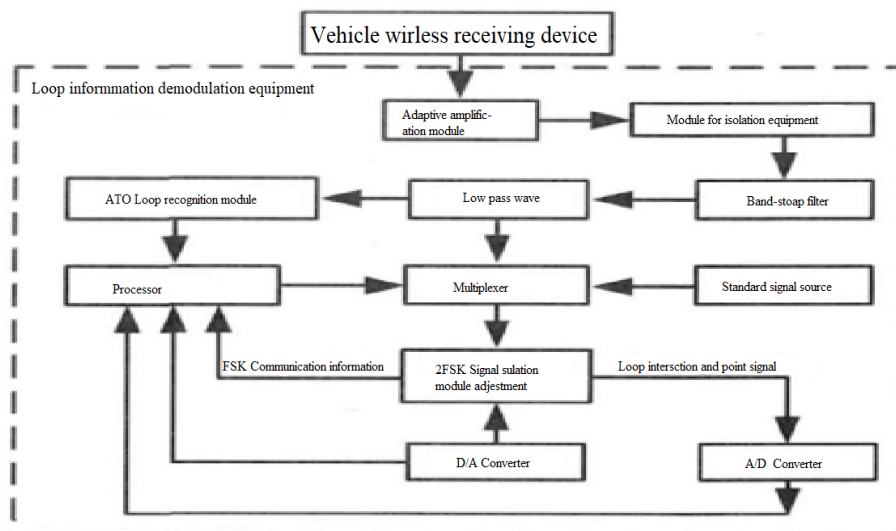 Vehicle wirless receiving device
Loop informmation demodulation equipment
Adaptive amplific-
ation module
Module for isolation equipment
ATO Loop recognition module
Low pass wave
Band-stoap filter
Processor
Multiplexer
Standard signal source
FSK Communication information
2FSK Signal sulation
module adjustment
Loop intersction and point signal
D/A Converter
A/D Converter